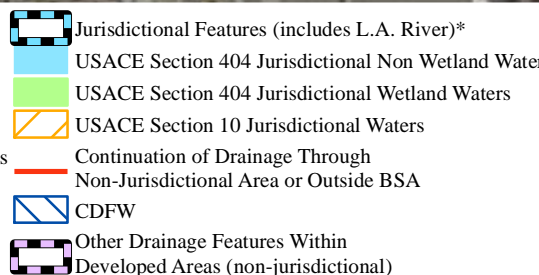 Jurisdictional Features (includes L.A. River)*
USACE Section 404 Jurisdictional Non Wetland Water
USACE Section 404 Jurisdictional Wetland Waters
USACE Section 10 Jurisdictional Waters
s
Continuation of Drainage Through
Non-Jurisdictional Area or Outside BSA
CDFW
Other Drainage Features Within
Developed Areas (non-jurisdictional)